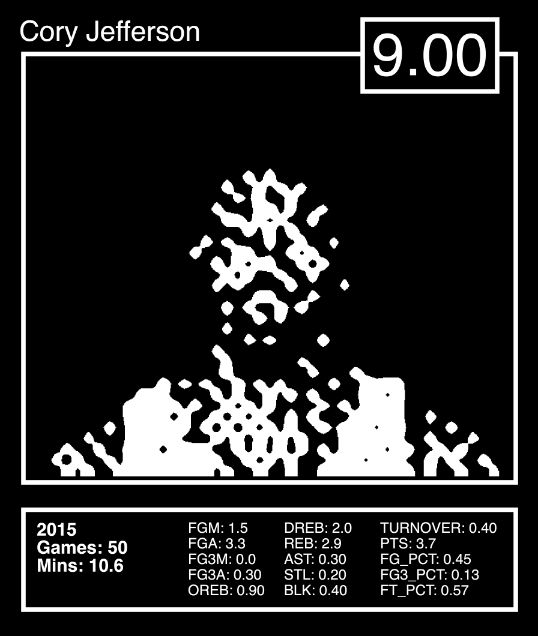 Cory Jefferson
9.00
2015
Games: 50
Mins: 10.6
FGM: 1.5
FGA: 3.3
FG3M: 0.0
FG3A: 0.30
OREB: 0.90
DREB: 2.0
REB: 2.9
AST: 0.30
STL: 0.20
BLK: 0.40
TURNOVER: 0.40
PTS: 3.7
FG_PCT: 0.45
FG3_PCT: 0.13
FT_PCT: 0.57